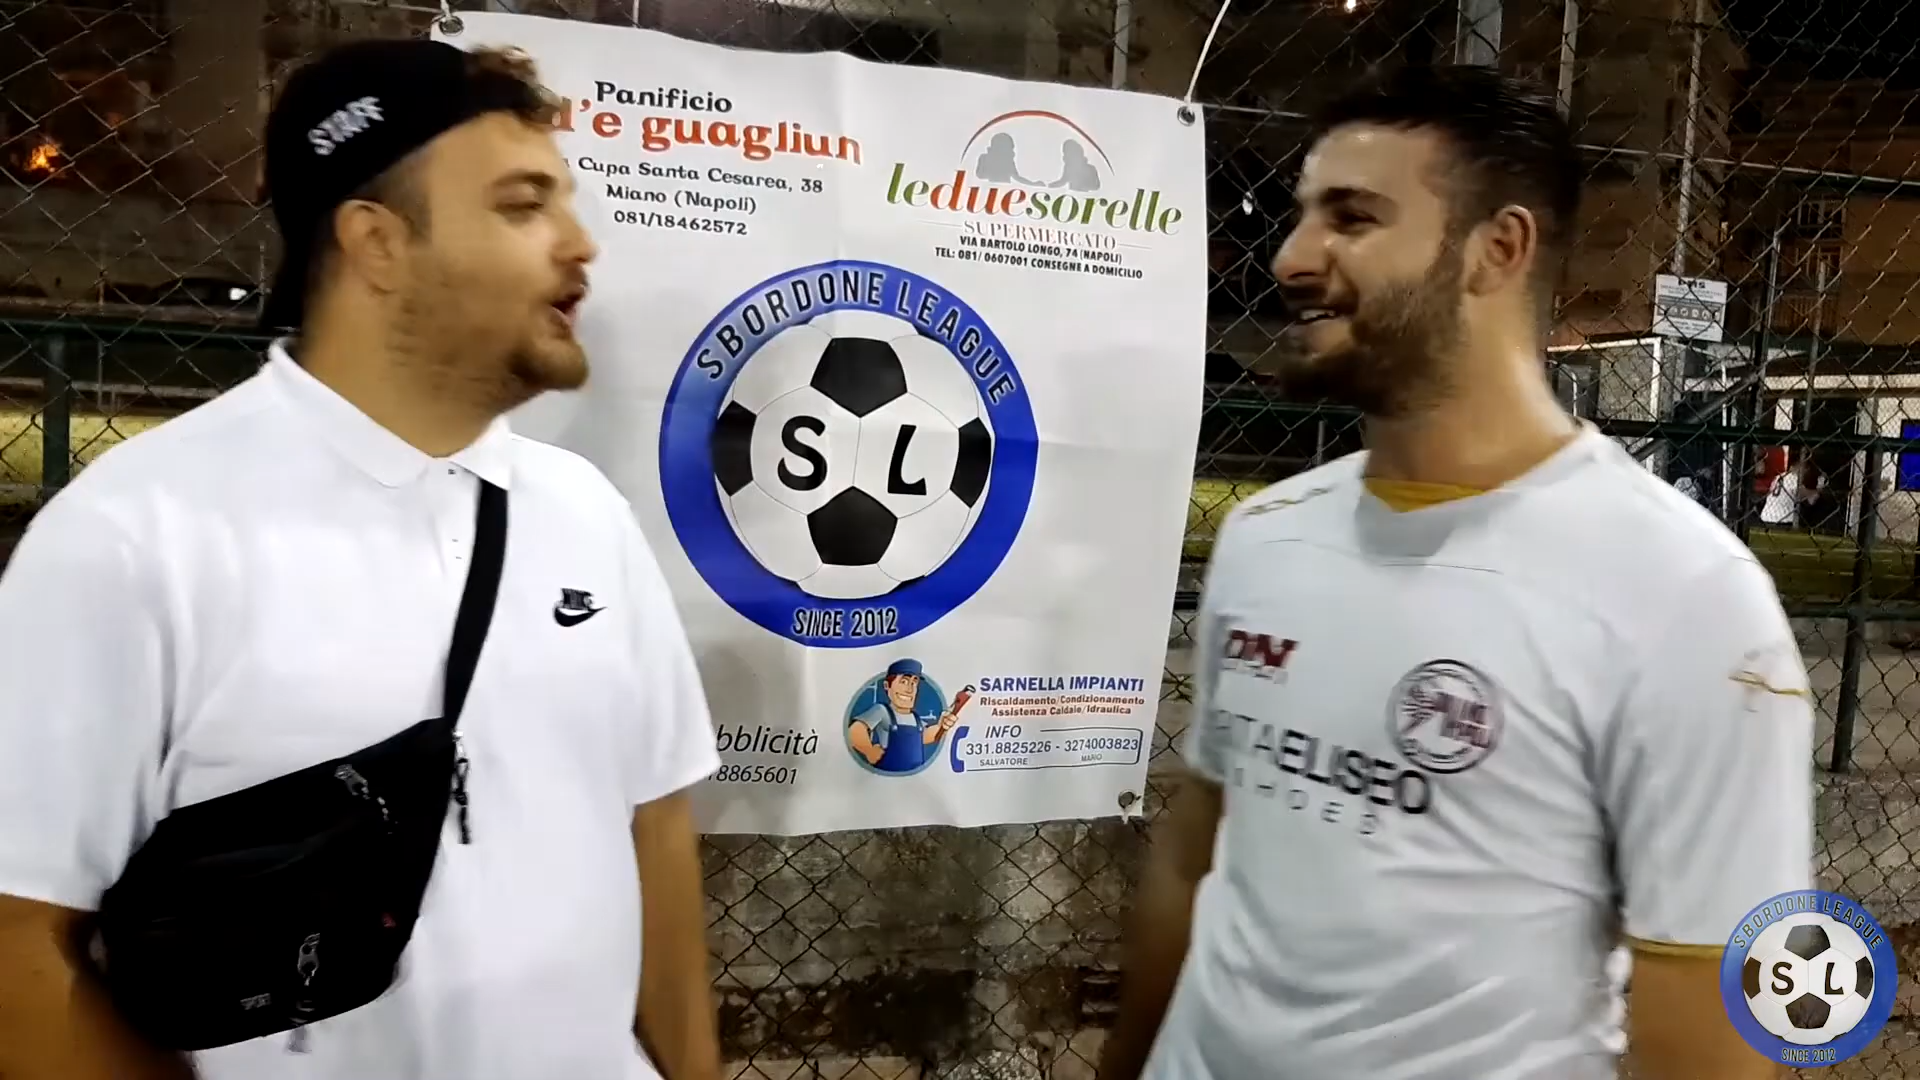 STAFF
Panificio
a'e guagliun
Cupa Santa Cesarea, 38
Miano (Napoli)
081/18462572
leduesorelle
SUPERMERCATO
VIA BARTOLO LONGO, 74 (NAPOLI)
TEL: 081/ 0607001 CONSEGNE A DOMICILIO
SBORDONE LEAGUE
S L
SINCE 2012
SARNELLA IMPIANTI
Riscaldamento/Condizionamento
Assistenza Caldaie/Idraulica
INFO
331.8825226 - 3274003823
SALVATORE MARIO
bblicità
8865601
NIKE
ELISEO
SBORDONE LEAGUE
S L
SINCE 2012